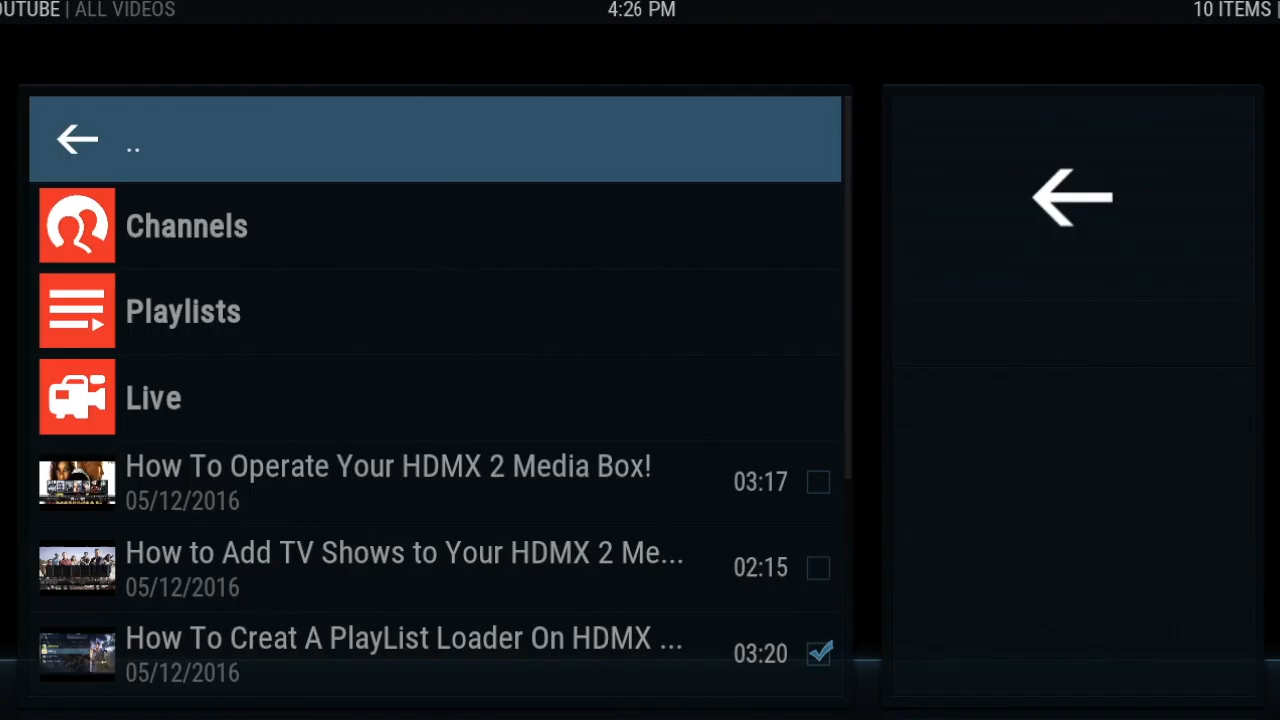 OUTUBE | ALL VIDEOS
4:26 PM
10 ITEMS |
..
Channels
Playlists
Live
How To Operate Your HDMX 2 Media Box!
03:17
05/12/2016
How to Add TV Shows to Your HDMX 2 Me...
02:15
05/12/2016
How To Creat A PlayList Loader On HDMX ...
03:20
05/12/2016